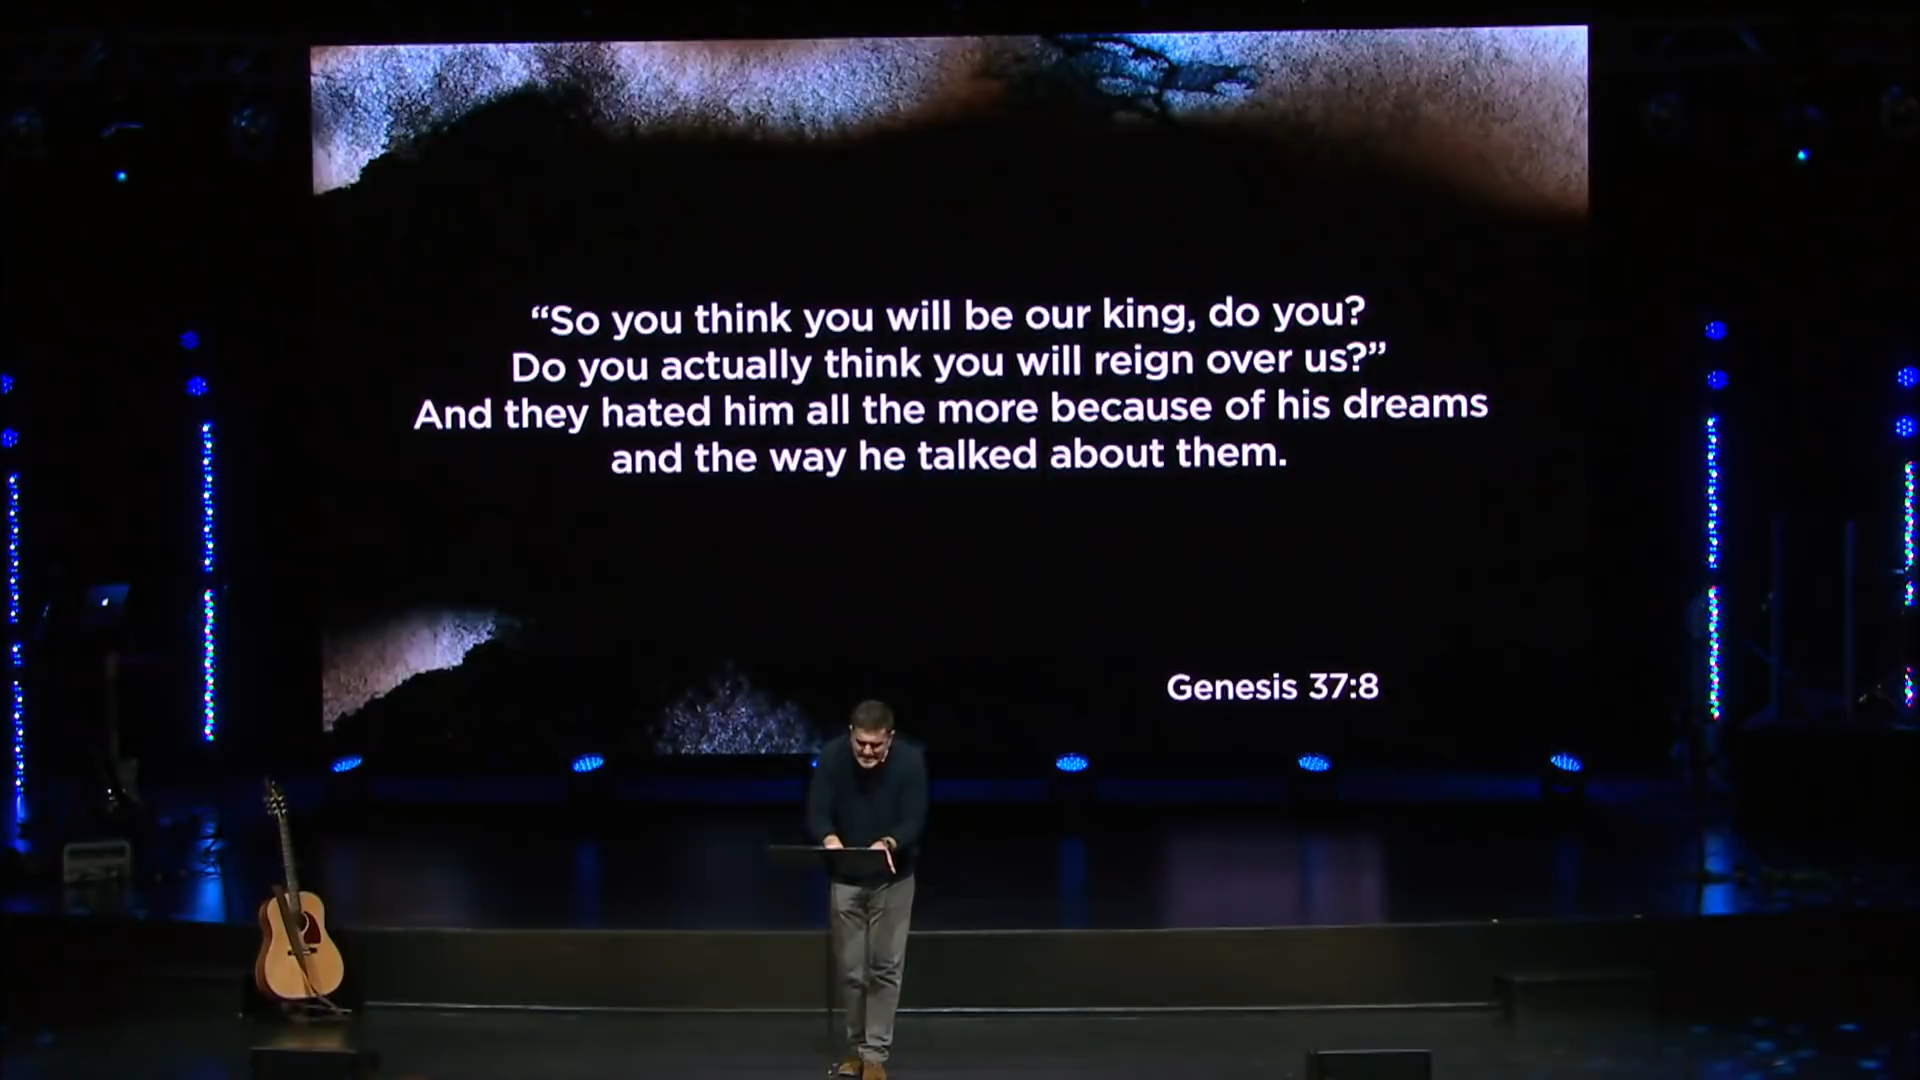 “So you think you will be our king, do you?
Do you actually think you will reign over us?”
And they hated him all the more because of his dreams
and the way he talked about them.
Genesis 37:8